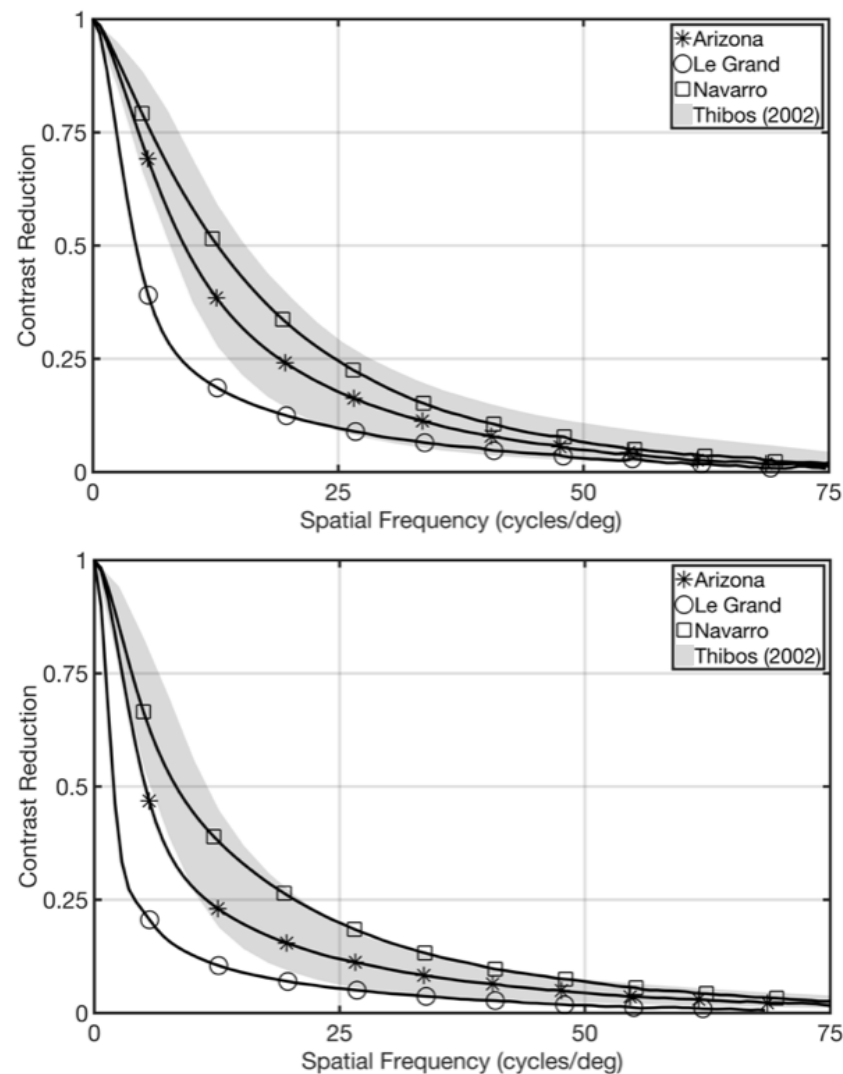 1
0.75
0.5
0.25
0
Contrast Reduction
Arizona
Le Grand
Navarro
Thibos (2002)
0 25 50 75
Spatial Frequency (cycles/deg)
1
0.75
0.5
0.25
0
Contrast Reduction
Arizona
Le Grand
Navarro
Thibos (2002)
0 25 50 75
Spatial Frequency (cycles/deg)